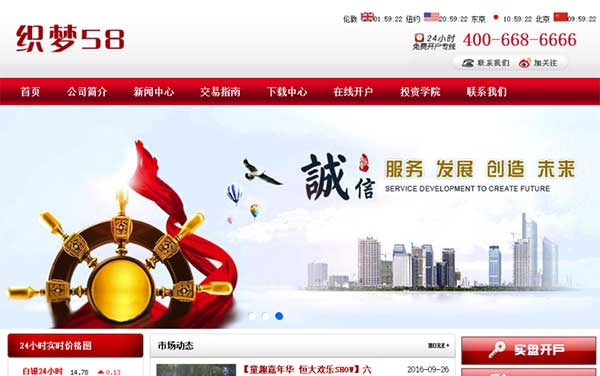 伦敦 01:59:22 纽约 20:59:22 东京 10:59:22 北京 09:59:22
织梦58
24小时
免费开户专线
400-668-6666
联系我们 加关注
首页 公司简介 新闻中心 交易指南 下载中心 在线开户 投资学院 联系我们
誠信
服务 发展 创造 未来
SERVICE DEVELOPMENT TO CREATE FUTURE
24小时实时价格图
市场动态 MORE+
实盘开户
白银24小时 14.78 0.13
【童趣嘉年华 恒大欢乐SHOW】六 2016-09-26